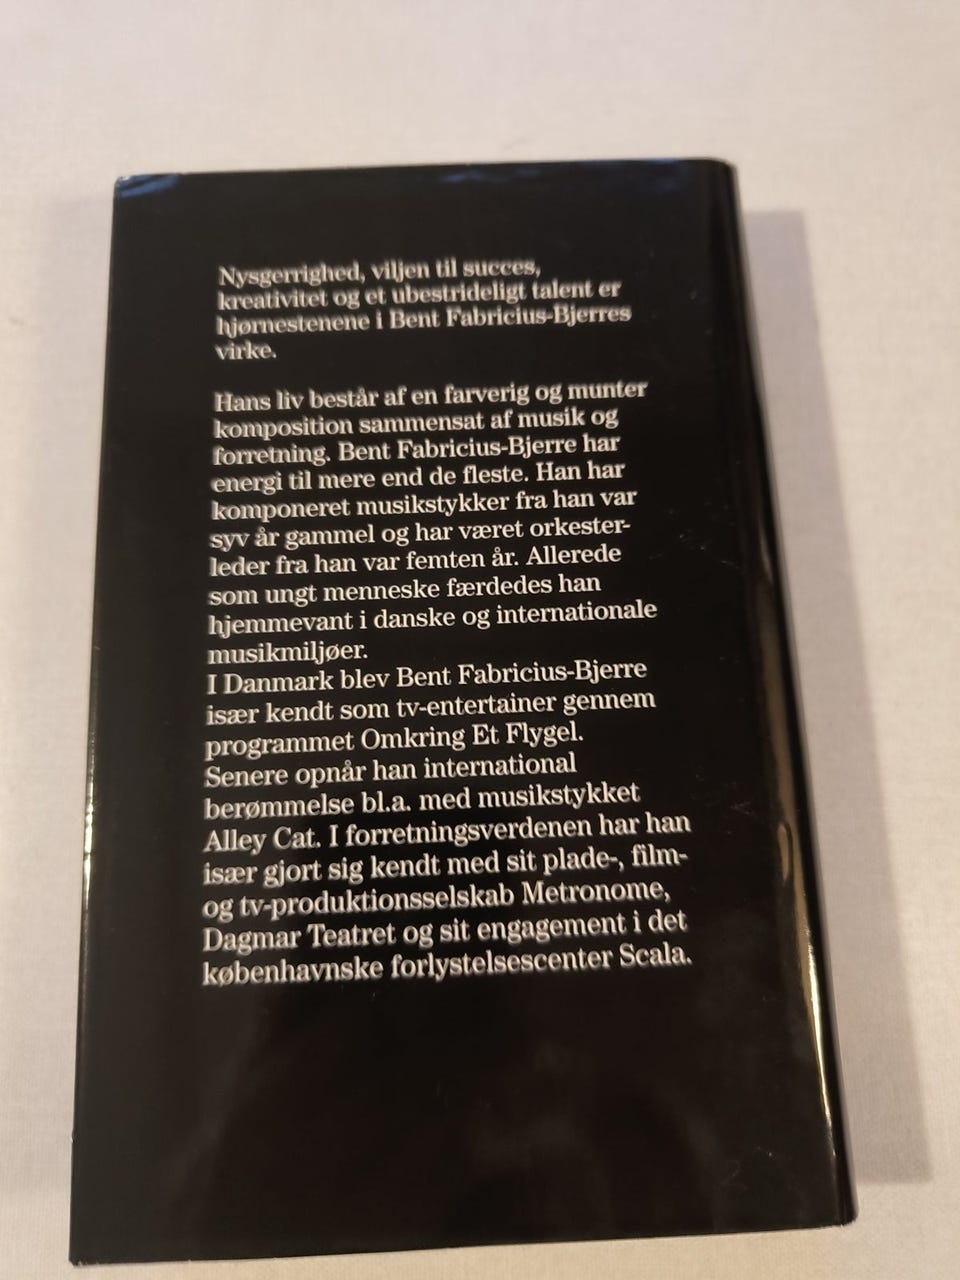 Nysgerrighed, viljen til succes,
kreativitet og et ubestrideligt talent er
hjørnestenene i Bent Fabricius-Bjerres
virke.
Hans liv består af en farverig og munter
komposition sammensat af musik og
forretning. Bent Fabricius-Bjerre har
energi til mere end de fleste. Han har
komponeret musikstykker fra han var
syv år gammel og har været orkester-
leder fra han var femten år. Allerede
som ungt menneske færdedes han
hjemmevant i danske og internationale
musikmiljøer.
I Danmark blev Bent Fabricius-Bjerre
især kendt som tv-entertainer gennem
programmet Omkring Et Flygel.
Senere opnår han international
berømmelse bl.a. med musikstykket
Alley Cat. I forretningsverdenen har han
især gjort sig kendt med sit plade-, film-
og tv-produktionsselskab Metronome,
Dagmar Teatret og sit engagement i det
københavnske forlystelsescenter Scala.